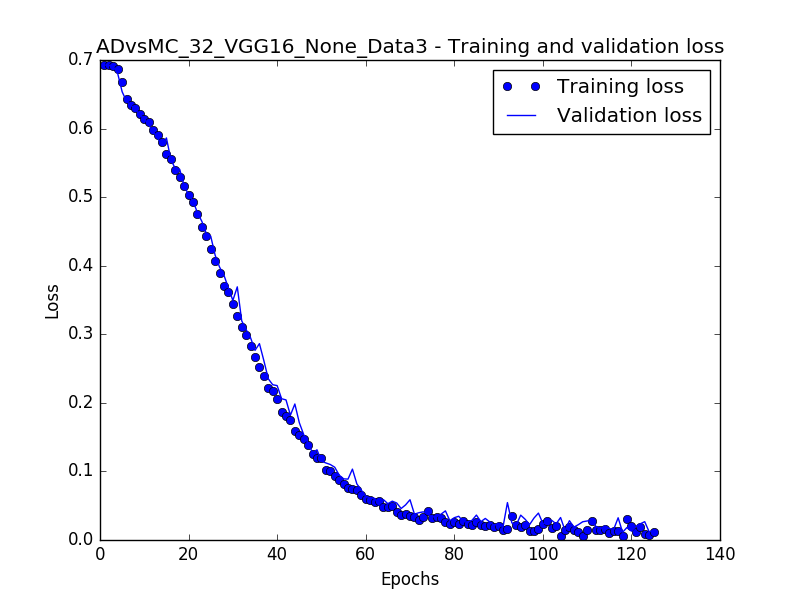 ADvsMC_32_VGG16_None_Data3 - Training and validation loss
Training loss
Validation loss
0.7
0.6
0.5
0.4
0.3
0.2
0.1
0.0
Loss
0 20 40 60 80 100 120 140
Epochs